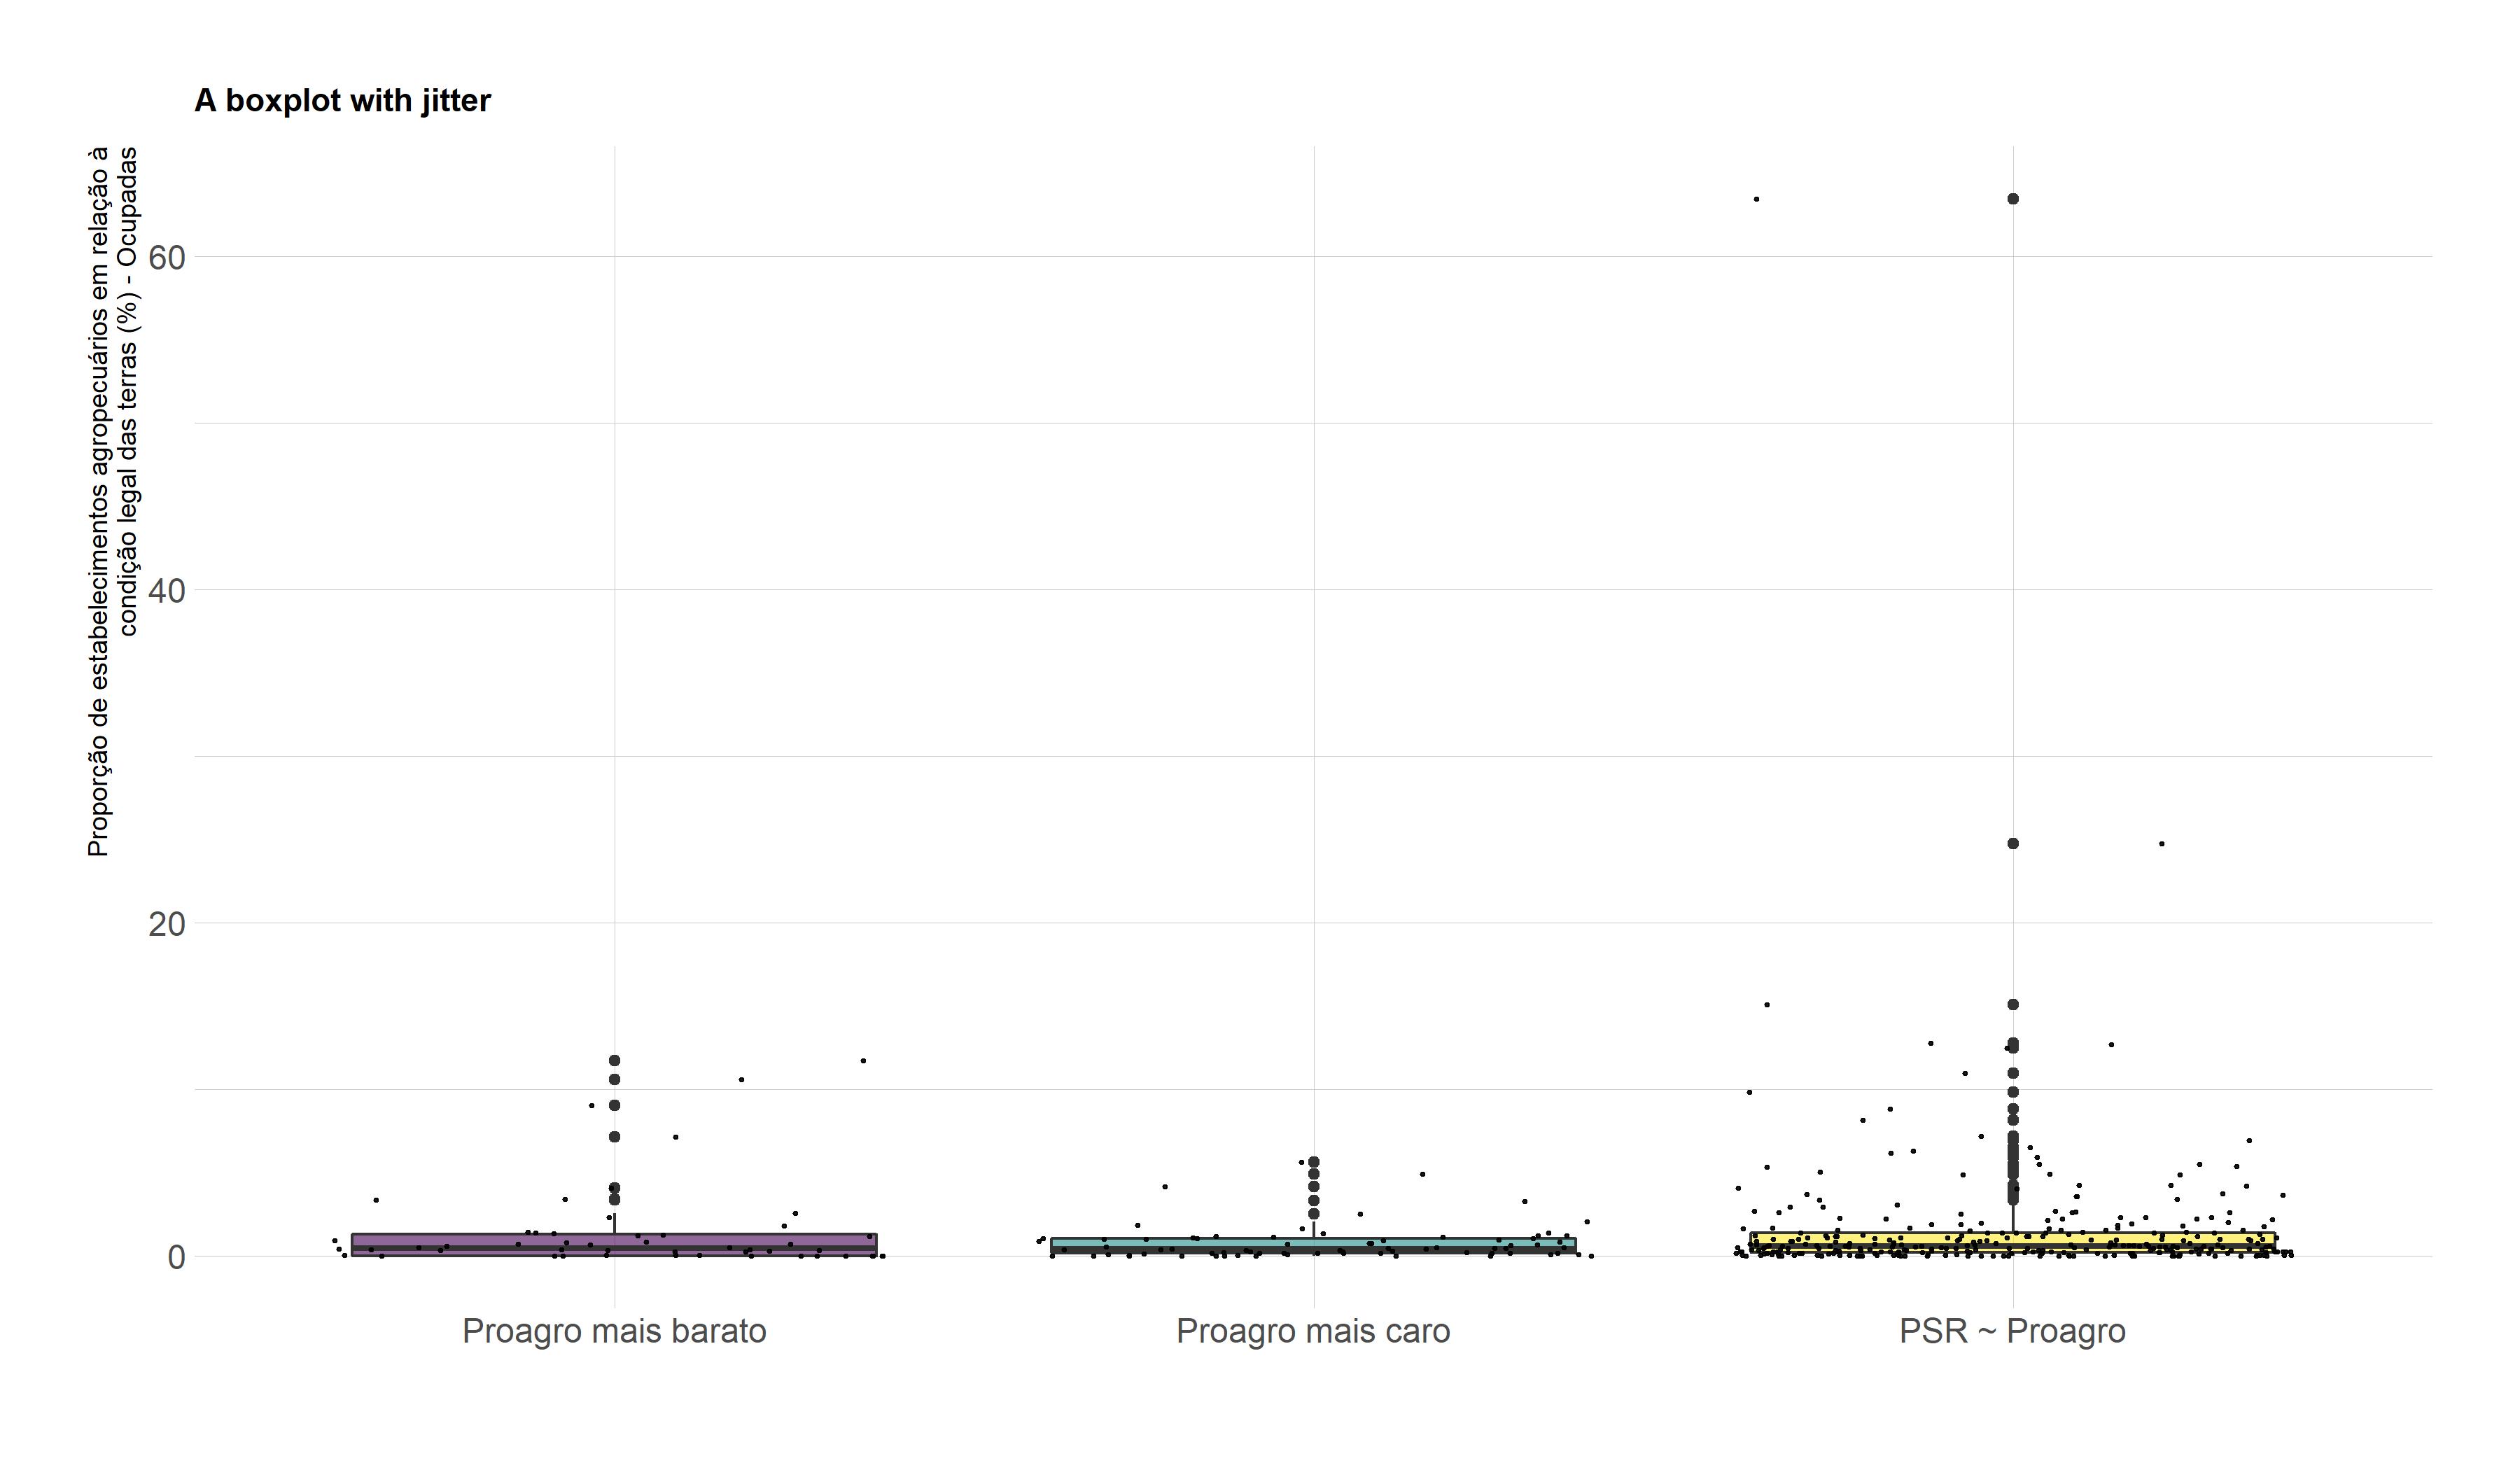 A boxplot with jitter
Proporção de estabelecimentos agropecuários em relação à
condição legal das terras (%) - Ocupadas
60
40
20
0
Proagro mais barato
Proagro mais caro
PSR ~ Proagro